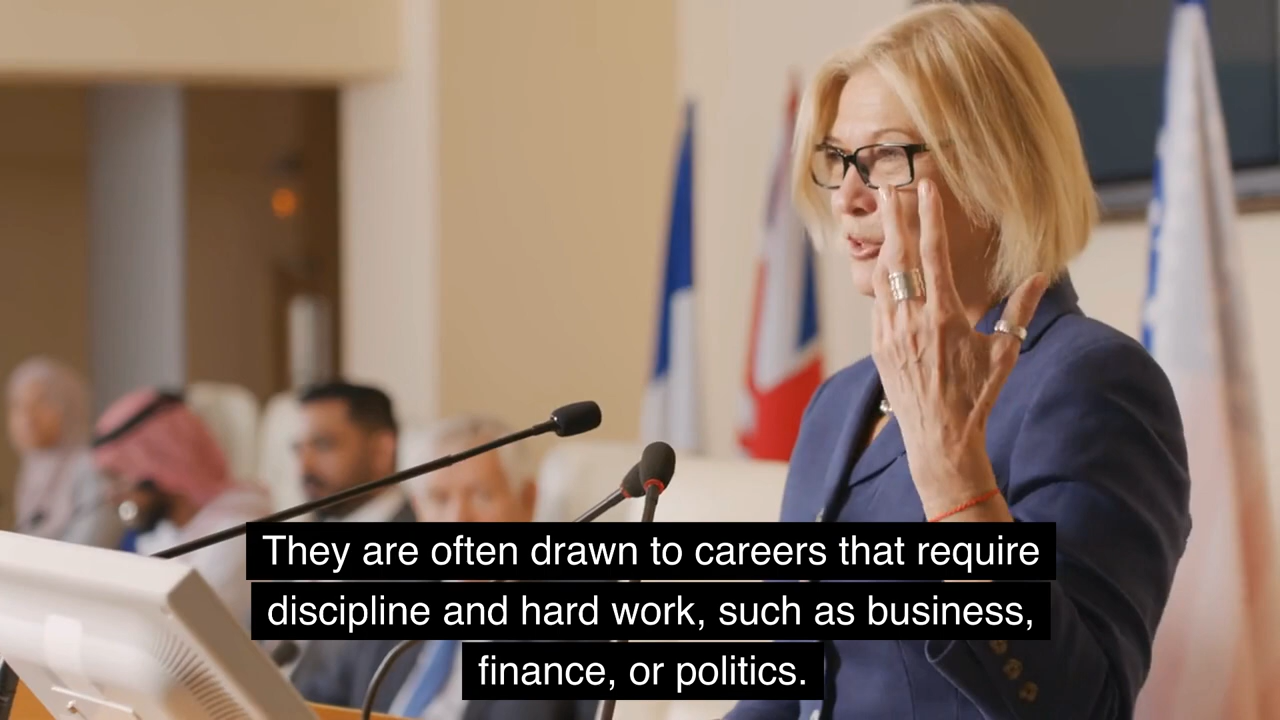 They are often drawn to careers that require
discipline and hard work, such as business,
finance, or politics.